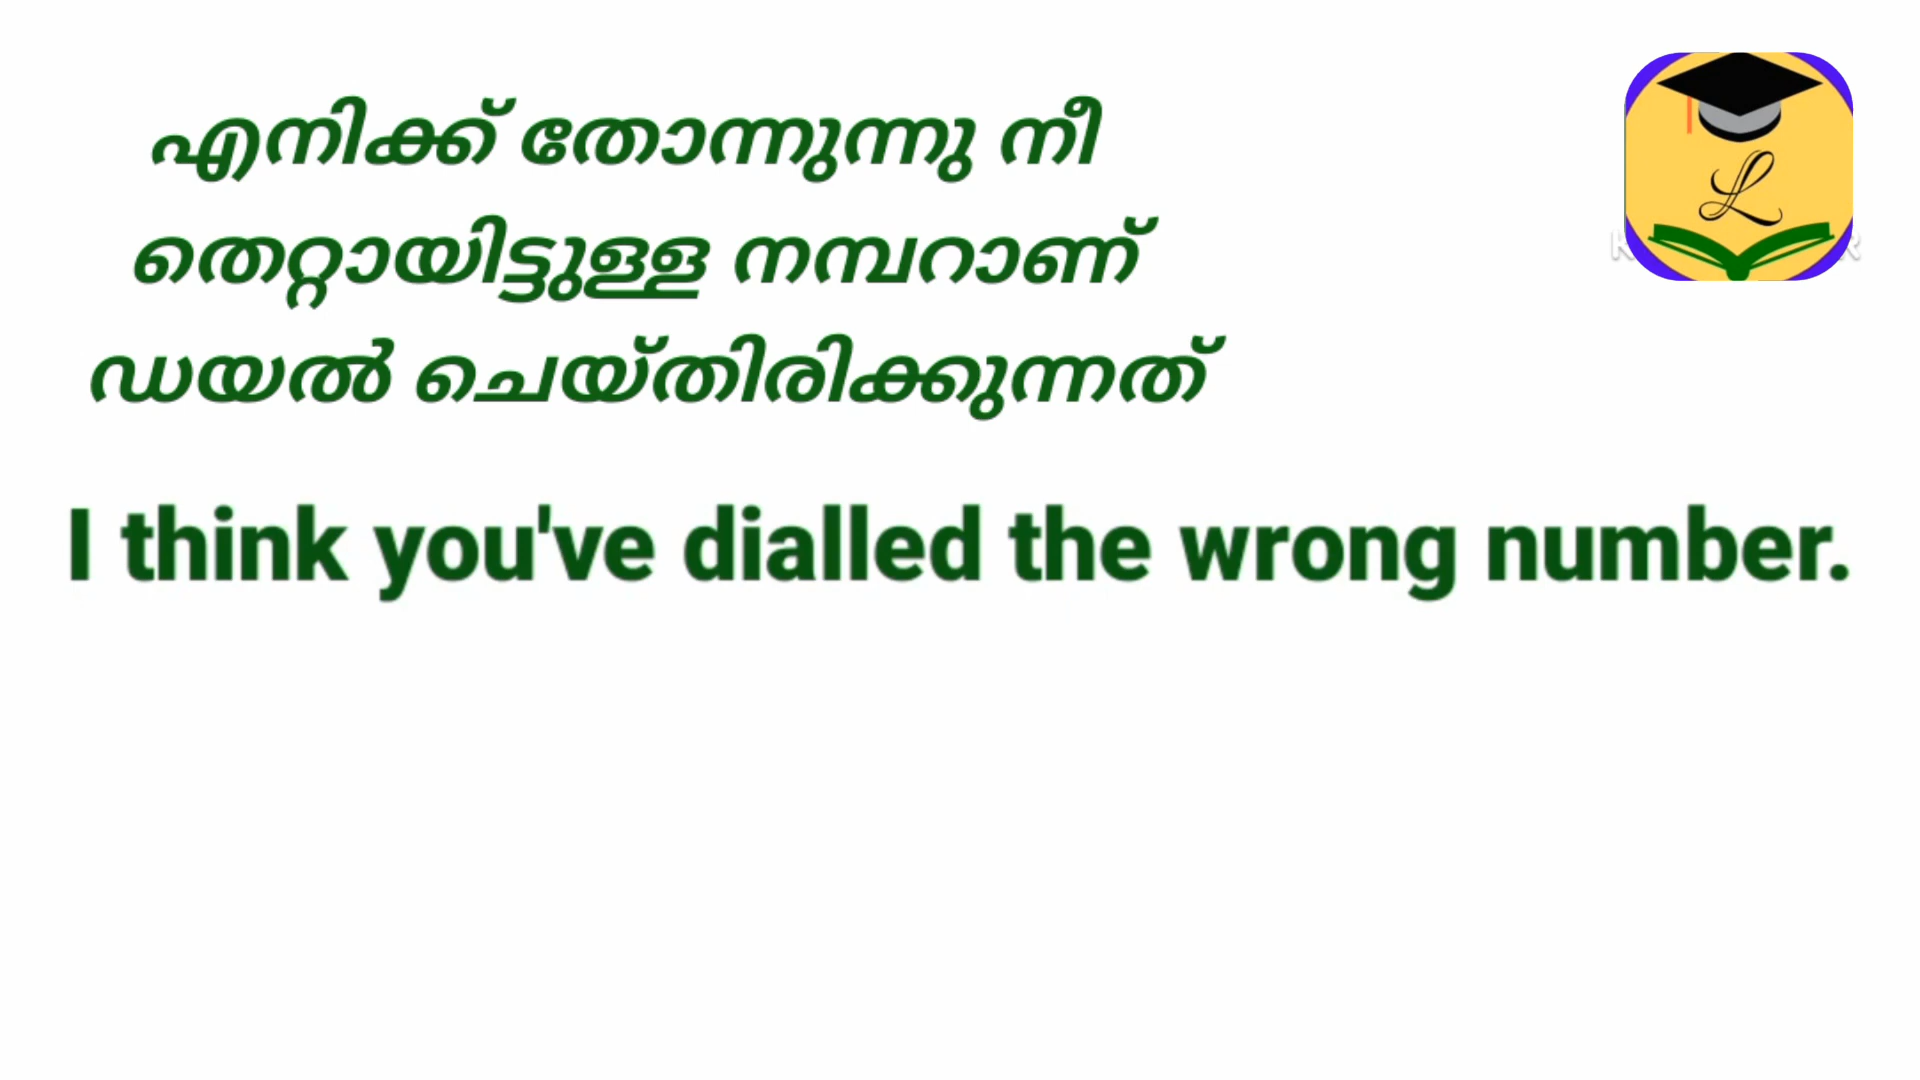 എനിക്ക് തോന്നുന്നു നീ
തെറ്റായിട്ടുള്ള നമ്പറാണ്
ഡയൽ ചെയ്തിരിക്കുന്നത്
I think you've dialled the wrong number.
L